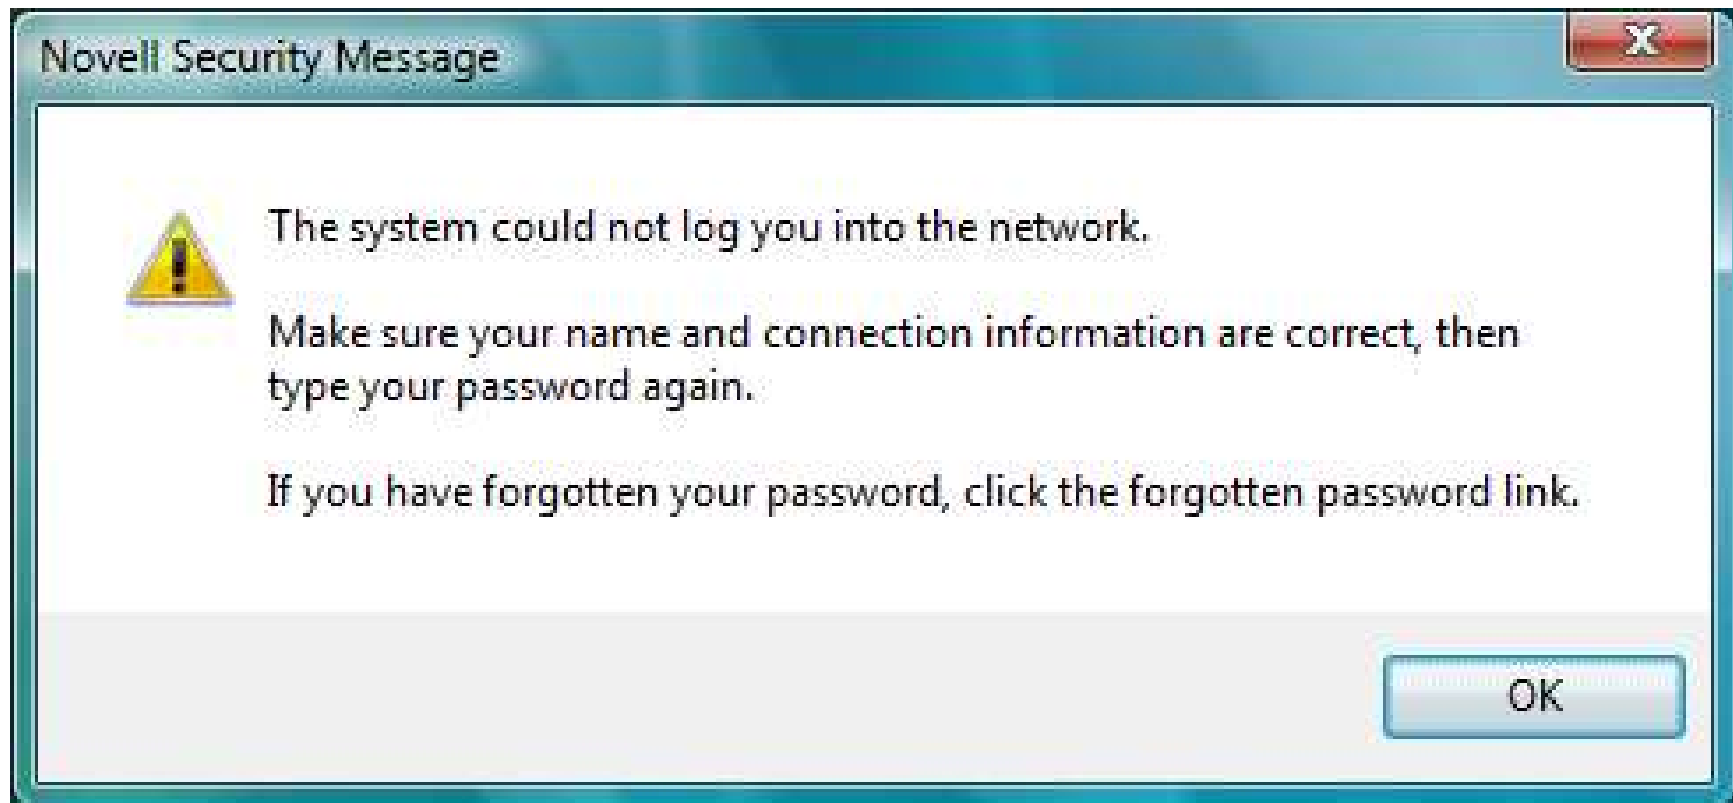 Novell Security Message
The system could not log you into the network.
Make sure your name and connection information are correct, then
type your password again.
If you have forgotten your password, click the forgotten password link.
OK